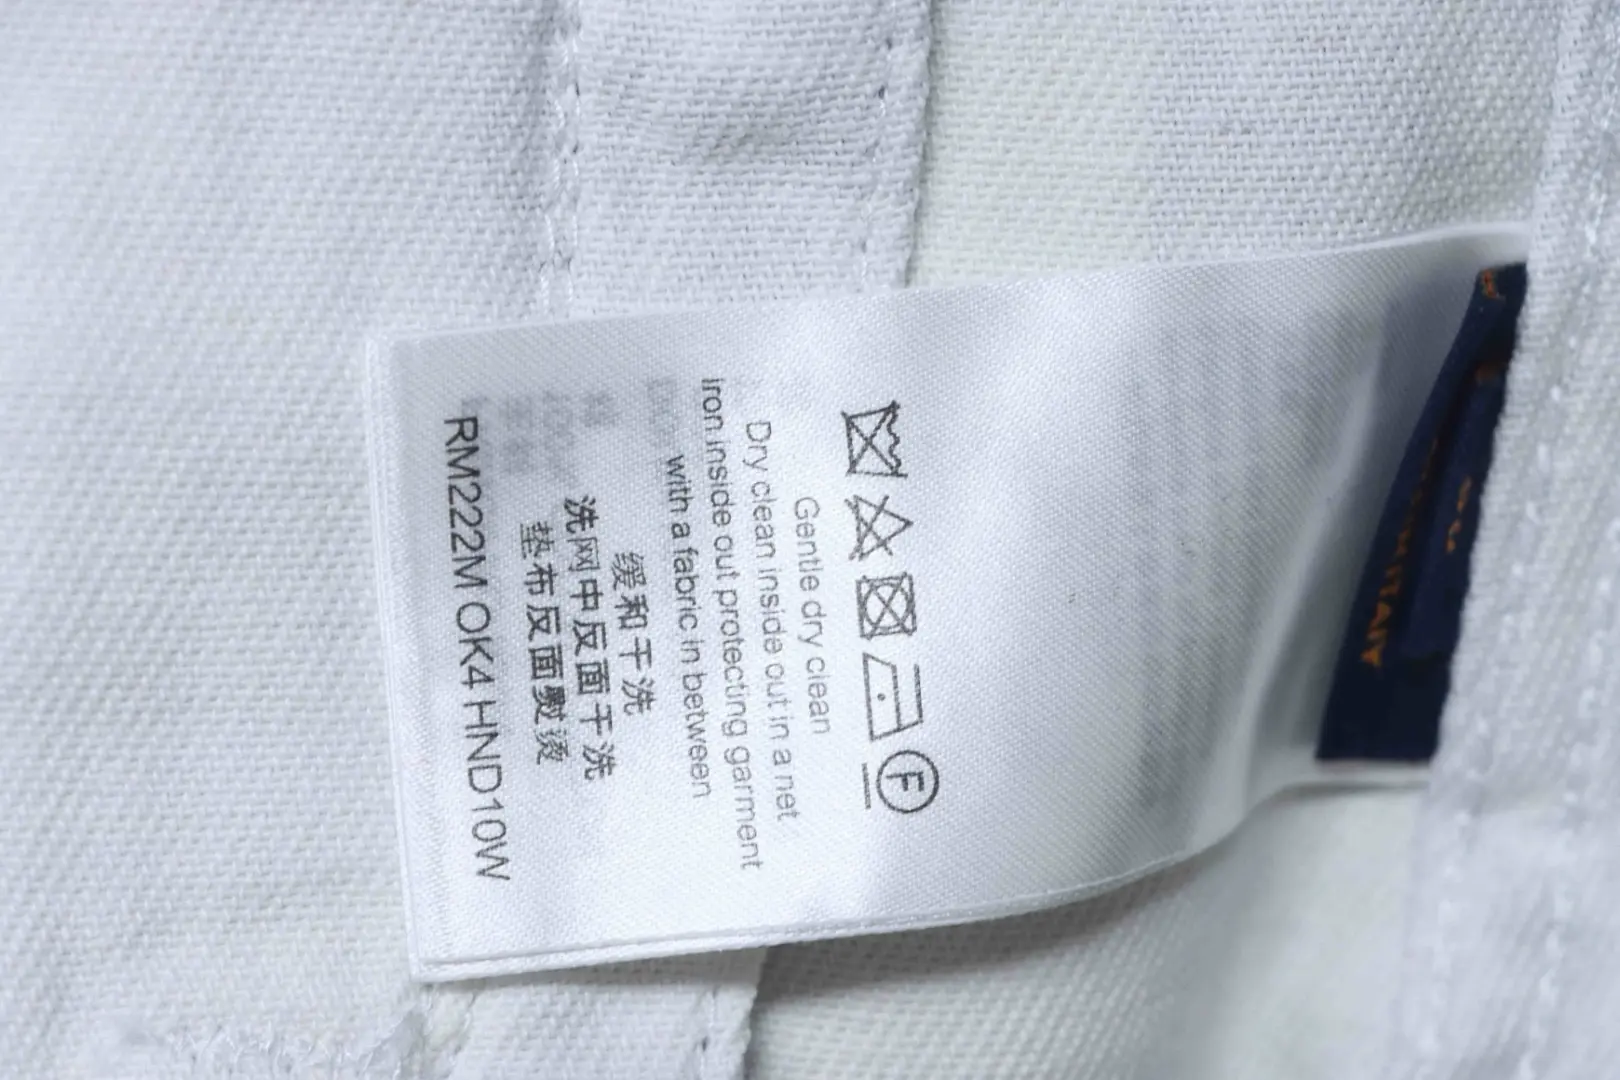 F
Gentle dry clean
Dry clean inside out in a net
iron inside out protecting garment
with a fabric in between
缓和干洗
洗网中反面干洗
垫布反面熨烫
RM222M OK4 HND10W